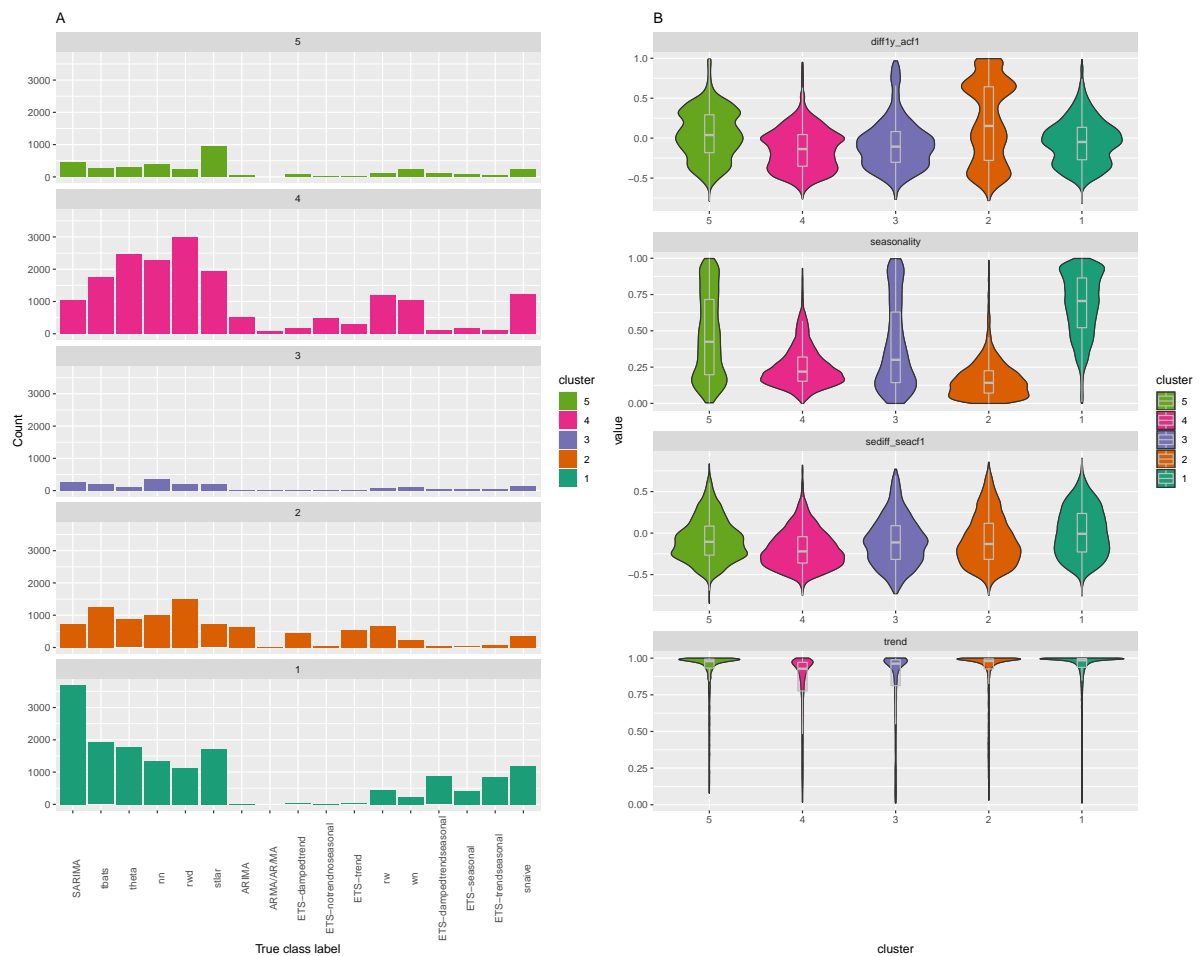 A
5
3000
2000
1000
0
4
3000
2000
1000
0
3
3000
2000
1000
0
2
3000
2000
1000
0
1
3000
2000
1000
0
Count
SARIMA
tbats
theta
nn
rwd
stlar
ARIMA
ARMA/AR/MA
ETS−dampedtrend
ETS−notrendnoseasonal
ETS−trend
rw
wn
ETS−dampedtrendseasonal
ETS−seasonal
ETS−trendseasonal
snaive
True class label
cluster
5
4
3
2
1
B
diff1y_acf1
1.0
0.5
0.0
−0.5
5 4 3 2 1
seasonality
1.00
0.75
0.50
0.25
0.00
5 4 3 2 1
sediff_seacf1
0.5
0.0
−0.5
5 4 3 2 1
trend
1.00
0.75
0.50
0.25
0.00
5 4 3 2 1
value
cluster
cluster
5
4
3
2
1